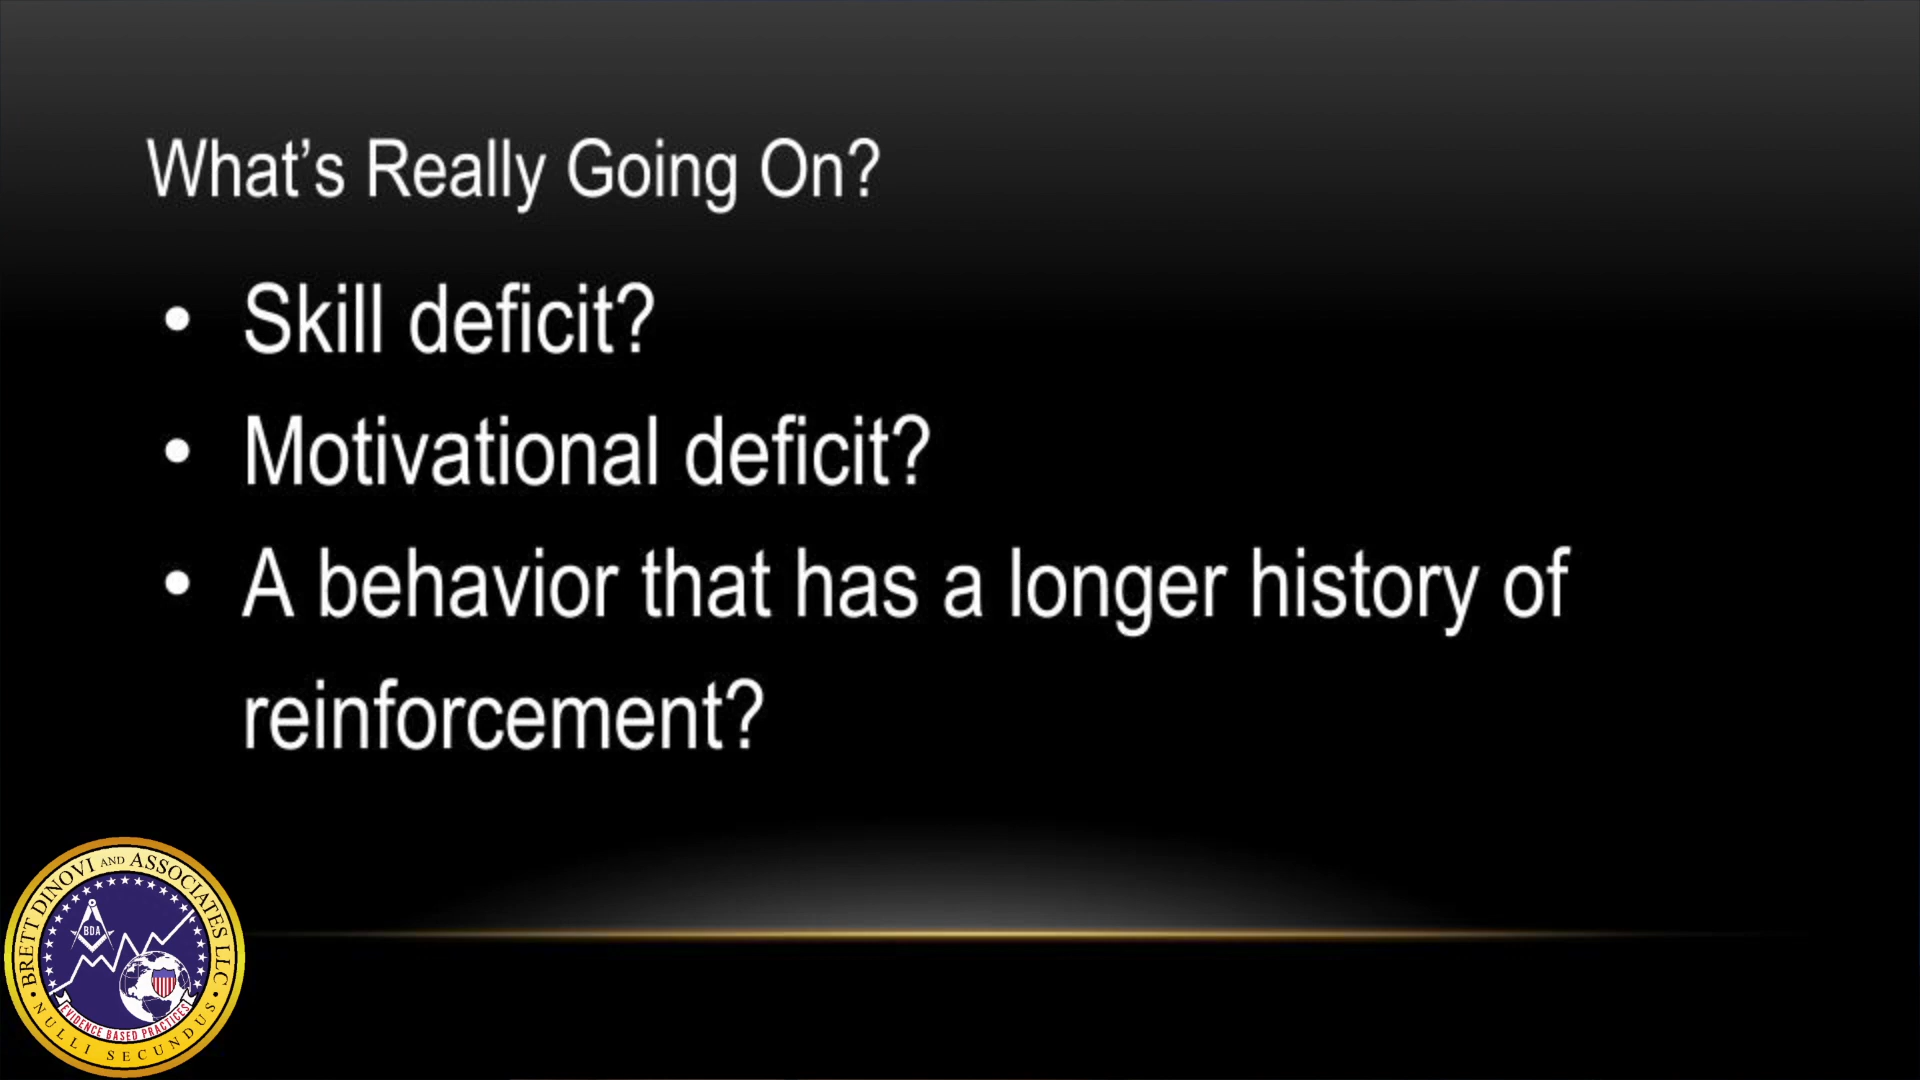 What’s Really Going On?
• Skill deficit?
• Motivational deficit?
• A behavior that has a longer history of
reinforcement?
BRETT DINOVI AND ASSOCIATES LLC
BDA
EVIDENCE BASED PRACTICES
• NULLI SECUNDUS •